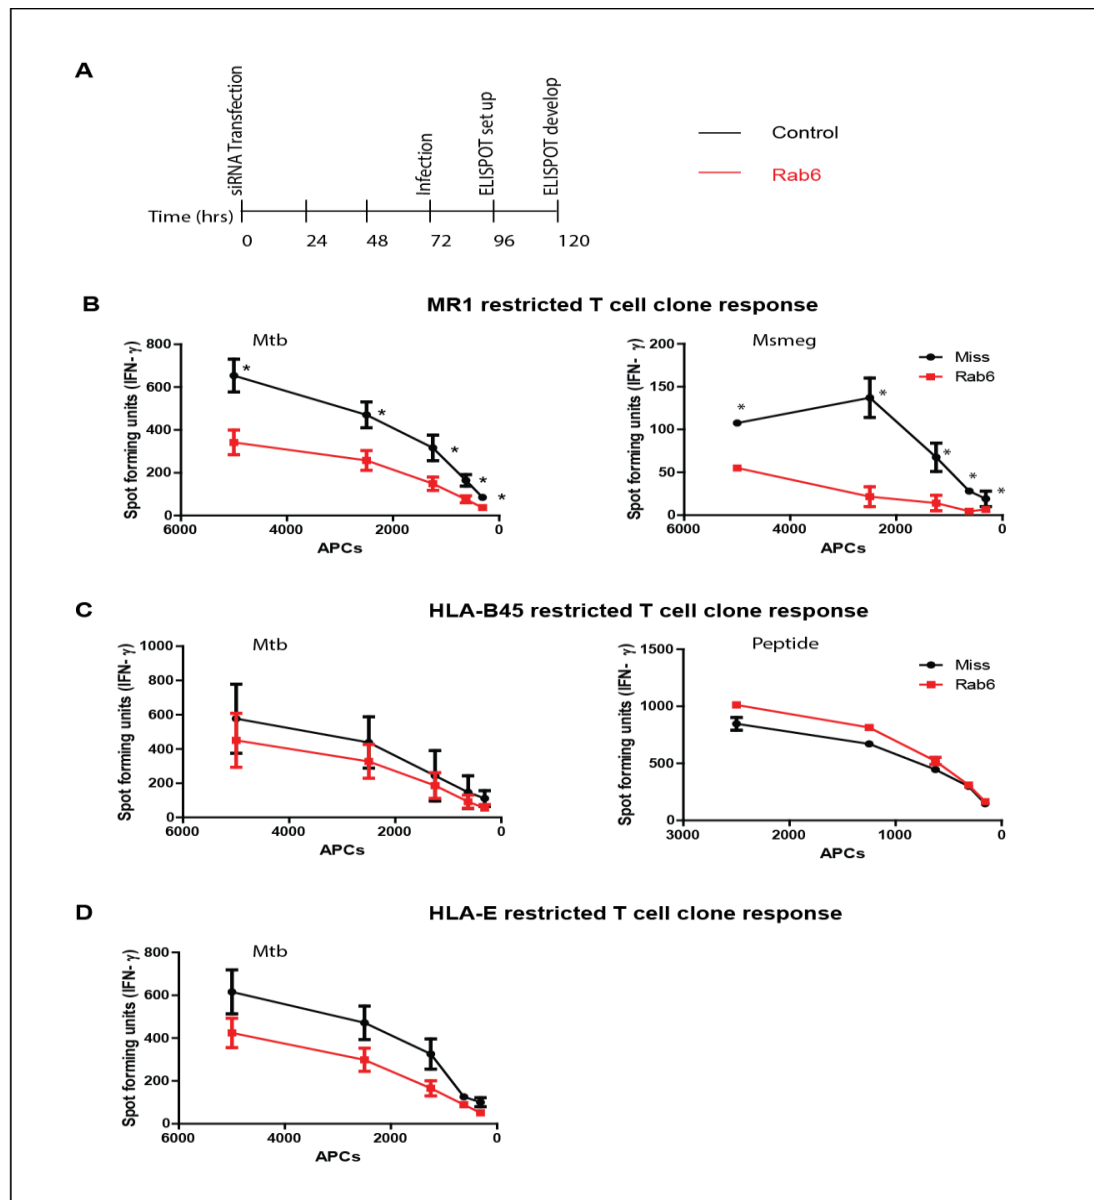 A
siRNA Transfection
Infection
ELISPOT set up
ELISPOT develop
Time (hrs)
0 24 48 72 96 120
Control
Rab6
B
MR1 restricted T cell clone response
Mtb
Spot forming units (IFN- γ)
800
600
400
200
0
6000 4000 2000 0
APCs
*
*
*
*
*
Msmeg
Spot forming units (IFN- γ)
200
150
100
50
0
6000 4000 2000 0
APCs
*
*
*
*
*
Miss
Rab6
C
HLA-B45 restricted T cell clone response
Mtb
Spot forming units (IFN- γ)
1000
800
600
400
200
0
6000 4000 2000 0
APCs
Peptide
Spot forming units (IFN- γ)
1500
1000
500
0
3000 2000 1000 0
APCs
Miss
Rab6
D
HLA-E restricted T cell clone response
Mtb
Spot forming units (IFN- γ)
800
600
400
200
0
6000 4000 2000 0
APCs